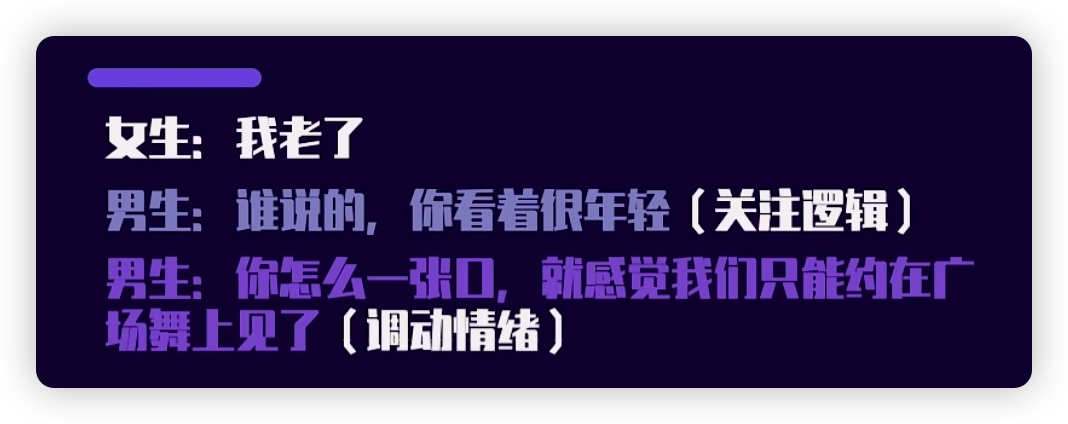 女生：我老了
男生：谁说的，你看着很年轻（关注逻辑）
男生：你怎么一张口，就感觉我们只能约在广
场舞上见了（调动情绪）